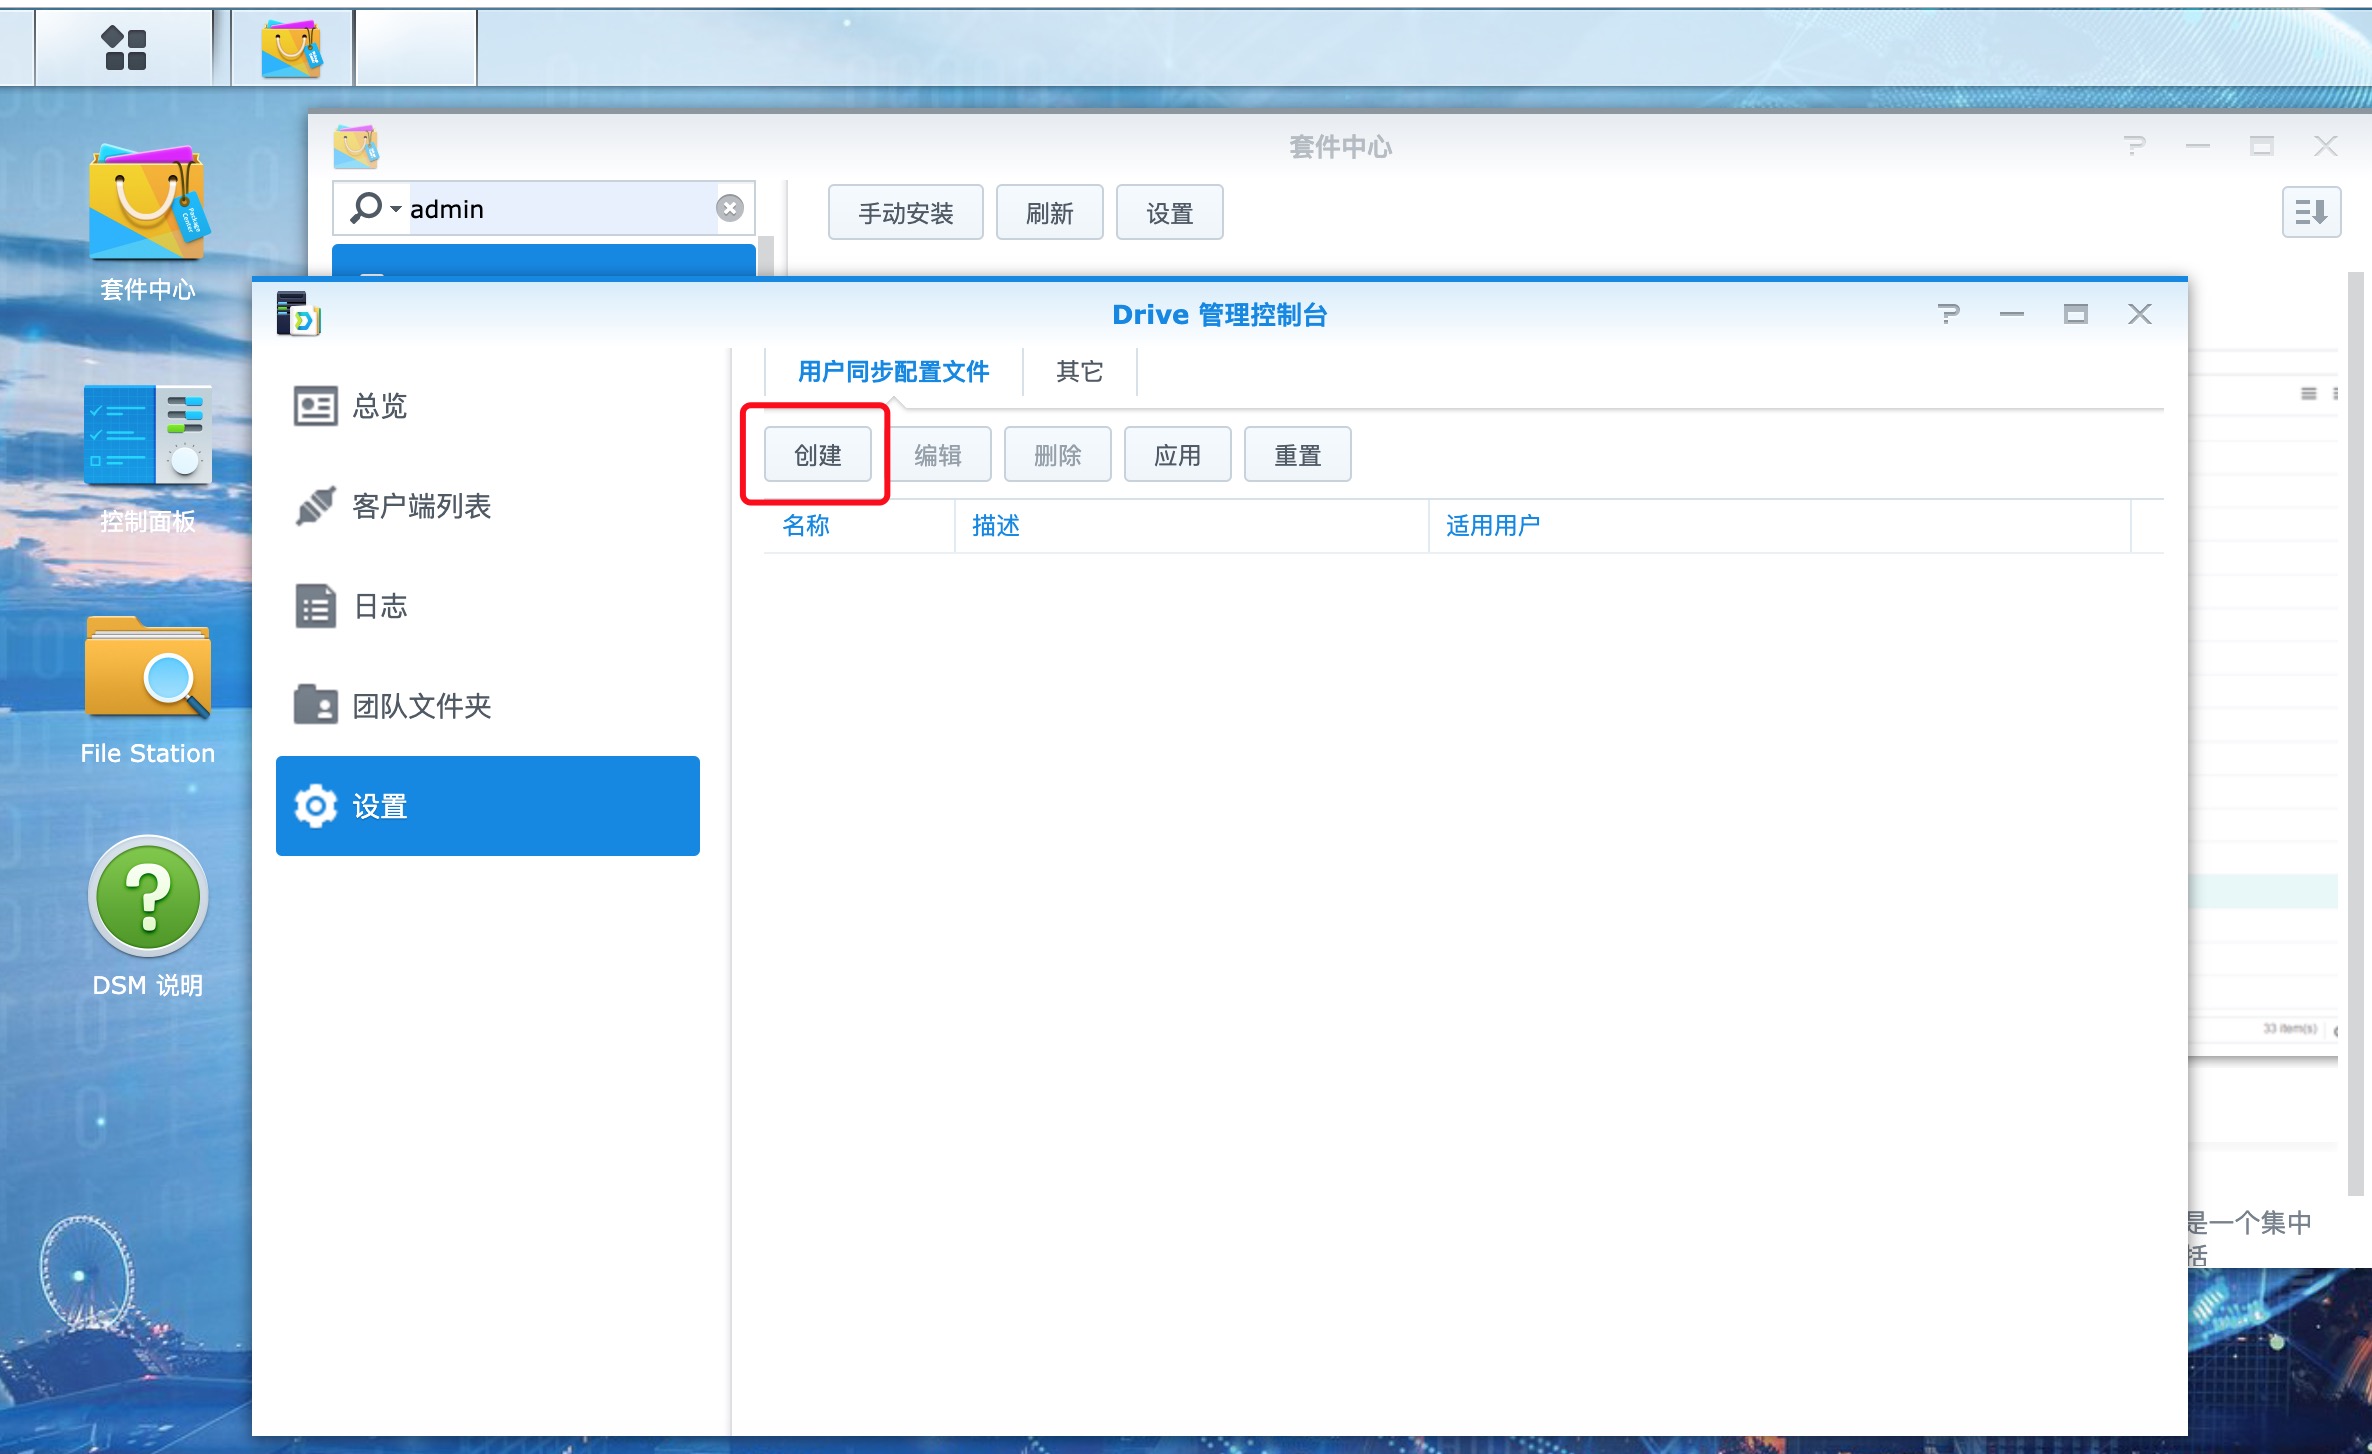 套件中心
admin
手动安装
刷新
设置
套件中心
控制面板
File Station
DSM 说明
Drive 管理控制台
总览
客户端列表
日志
团队文件夹
设置
用户同步配置文件
其它
创建
编辑
删除
应用
重置
名称
描述
适用用户
33 item(s)
是一个集中
括